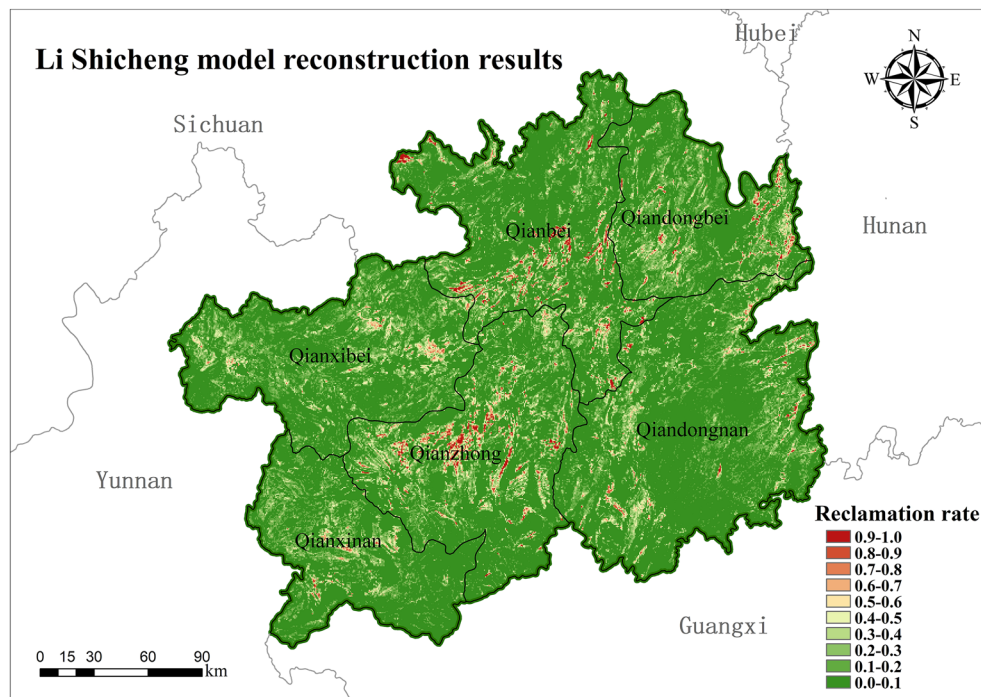 Hubei
Li Shicheng model reconstruction results
N
W E
S
Sichuan
Hunan
Qianbei
Qiandongbei
Qianxibei
Qianzhong
Qiandongnan
Yunnan
Qianxinan
Guangxi
Reclamation rate
0.9-1.0
0.8-0.9
0.7-0.8
0.6-0.7
0.5-0.6
0.4-0.5
0.3-0.4
0.2-0.3
0.1-0.2
0.0-0.1
0 15 30 60 90
km